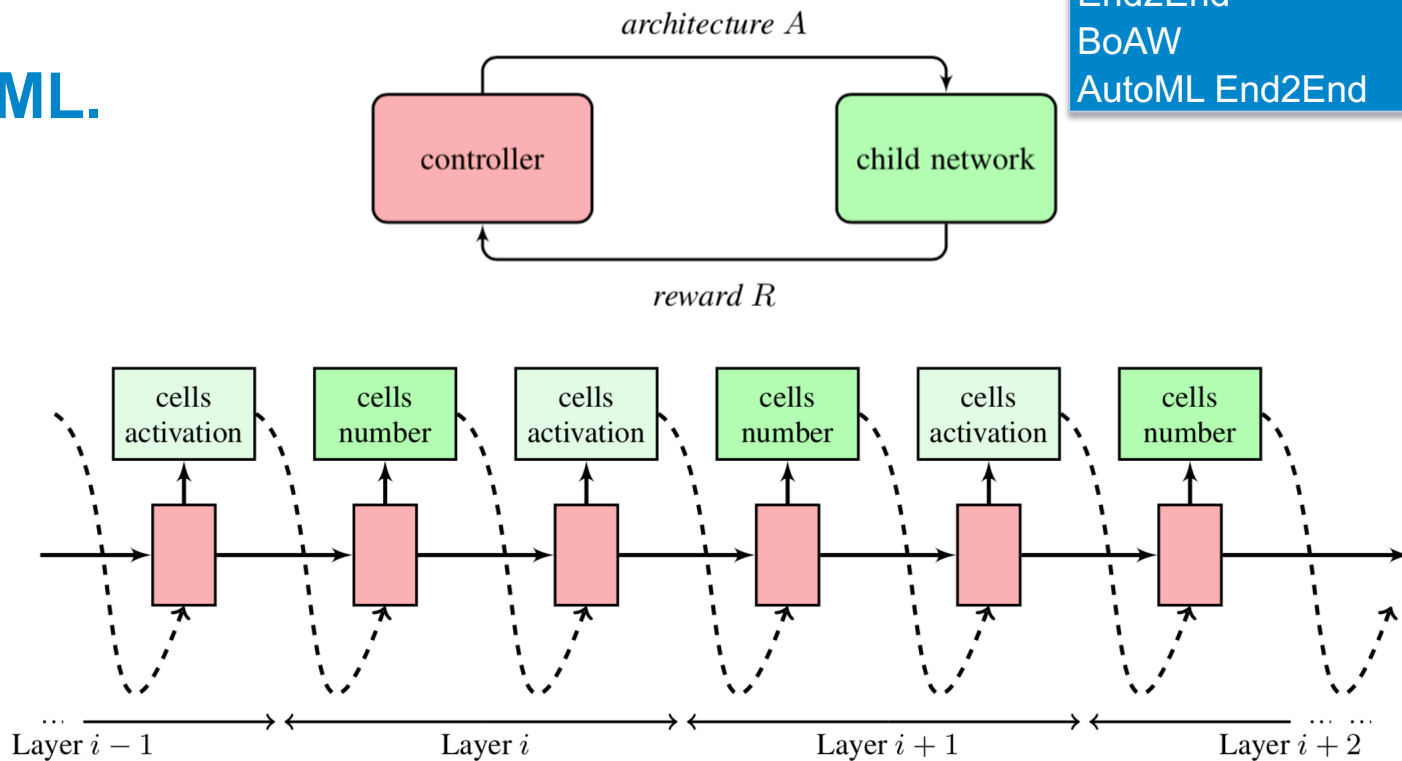 architecture A
End2End
BoAW
AutoML End2End
ML.
controller
child network
reward R
cells
activation
cells
number
cells
activation
cells
number
cells
activation
cells
number
...
... ...
Layer i − 1
Layer i
Layer i + 1
Layer i + 2